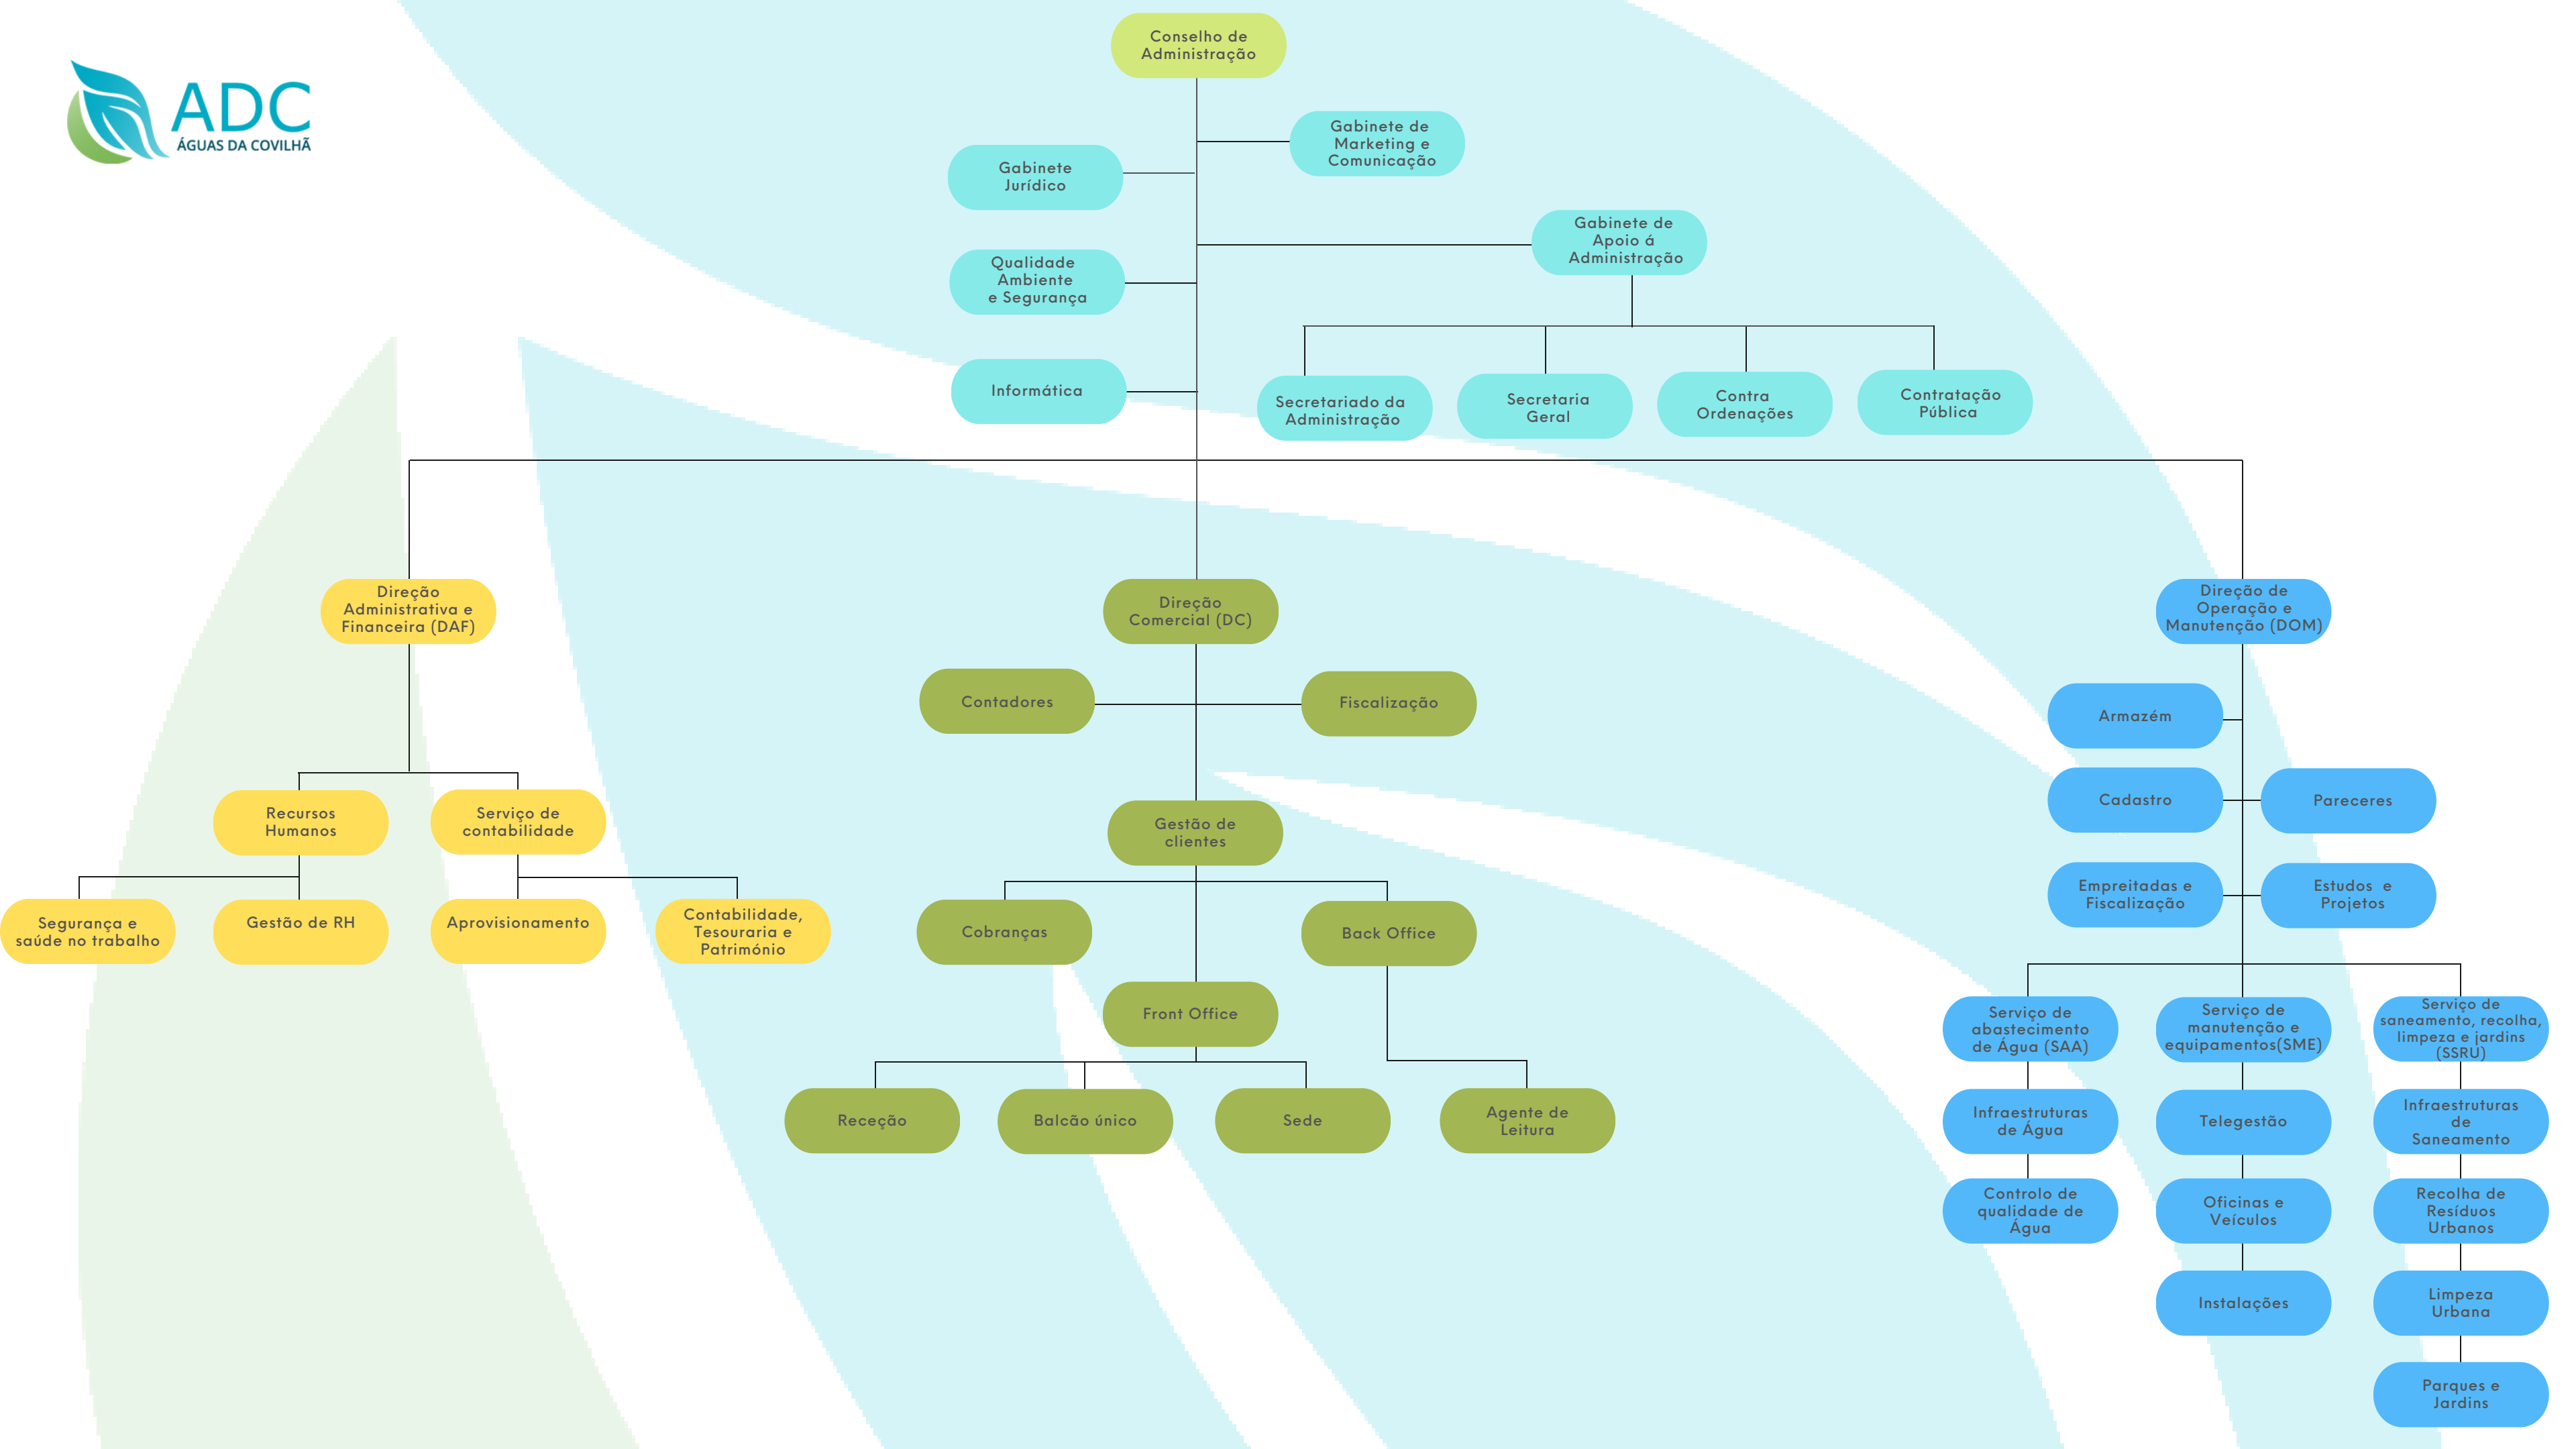 ADC
ÁGUAS DA COVILHÃ
Conselho de
Administração
Gabinete de
Marketing e
Comunicação
Gabinete
Jurídico
Gabinete de
Apoio á
Administração
Qualidade
Ambiente
e Segurança
Informática
Secretariado da
Administração
Secretaria
Geral
Contra
Ordenações
Contratação
Pública
Direção
Administrativa e
Financeira (DAF)
Direção
Comercial (DC)
Direção de
Operação e
Manutenção (DOM)
Recursos
Humanos
Serviço de
contabilidade
Segurança e
saúde no trabalho
Gestão de RH
Aprovisionamento
Contabilidade,
Tesouraria e
Património
Contadores
Fiscalização
Gestão de
clientes
Cobranças
Back Office
Front Office
Receção
Balcão único
Sede
Agente de
Leitura
Armazém
Cadastro
Pareceres
Empreitadas e
Fiscalização
Estudos e
Projetos
Serviço de
abastecimento
de Água (SAA)
Serviço de
manutenção e
equipamentos(SME)
Serviço de
saneamento, recolha,
limpeza e jardins
(SSRU)
Infraestruturas
de Água
Telegestão
Infraestruturas
de
Saneamento
Controlo de
qualidade de
Água
Oficinas e
Veículos
Recolha de
Resíduos
Urbanos
Instalações
Limpeza
Urbana
Parques e
Jardins